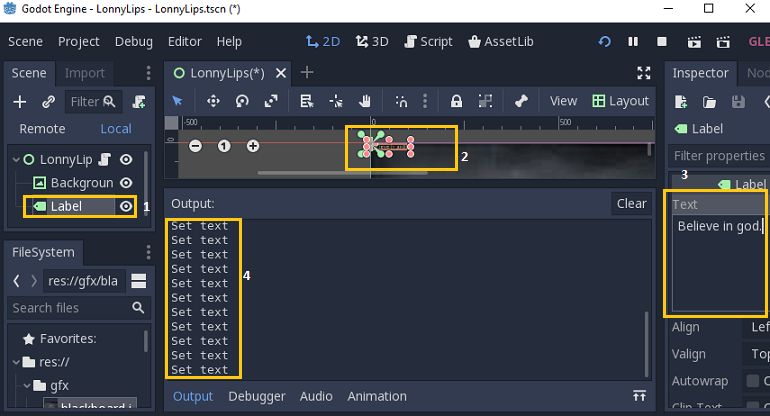 Godot Engine - LonnyLips - LonnyLips.tscn (*)
Scene Project Debug Editor Help 2D 3D Script AssetLib GLE
Scene Import LonnyLips(*) Inspector No
Filter
View Layout
Remote Local
-500 0 500
Label
LonnyLip
1
2
Filter properties
Backgroun
3
Label
Label 1
Output: Clear
Text
Believe in god.
Set text
Set text
Set text
Set text
Set text
Set text
Set text
Set text
Set text
Set text
Set text
4
FileSystem
res://gfx/bla
Search files
Favorites:
res://
gfx
blackboard.i
Align Left
Valign Top
Autowrap
Clip Text
Output Debugger Audio Animation